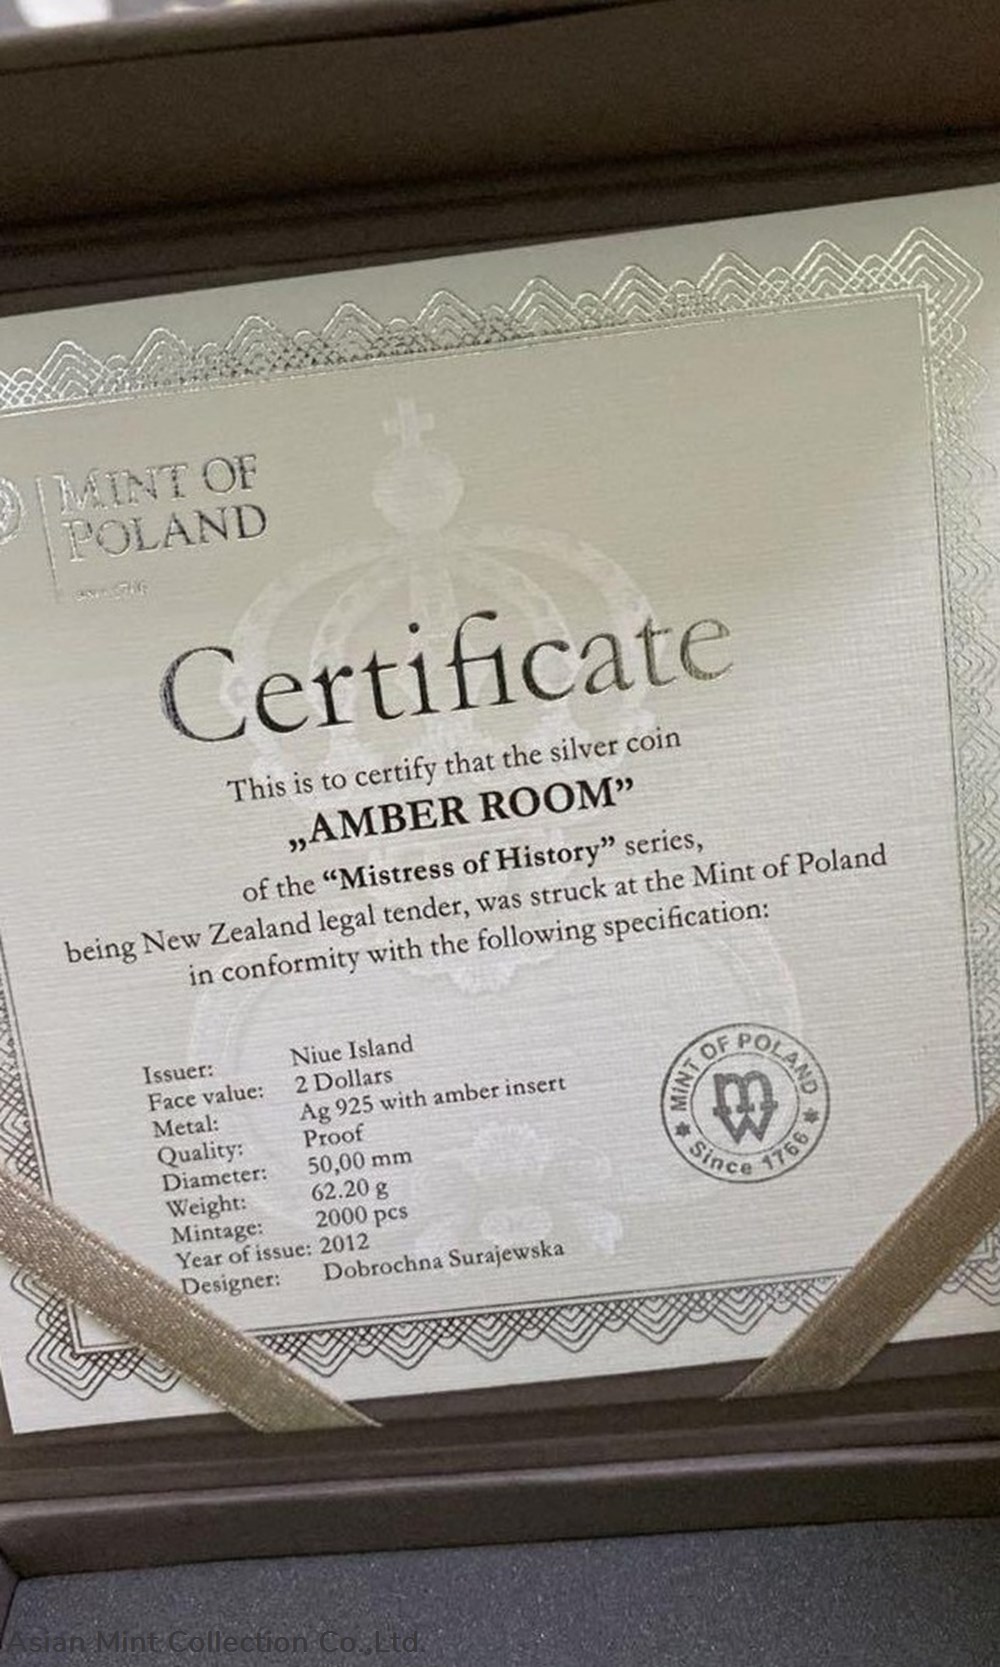 MINT OF
POLAND
since 1766
Certificate
This is to certify that the silver coin
„AMBER ROOM”
of the “Mistress of History” series,
being New Zealand legal tender, was struck at the Mint of Poland
in conformity with the following specification:
Issuer: Niue Island
Face value: 2 Dollars
Metal: Ag 925 with amber insert
Quality: Proof
Diameter: 50,00 mm
Weight: 62.20 g
Mintage: 2000 pcs
Year of issue: 2012
Designer: Dobrochna Surajewska
MINT OF POLAND
Since 1766
Asian Mint Collection Co.,Ltd.